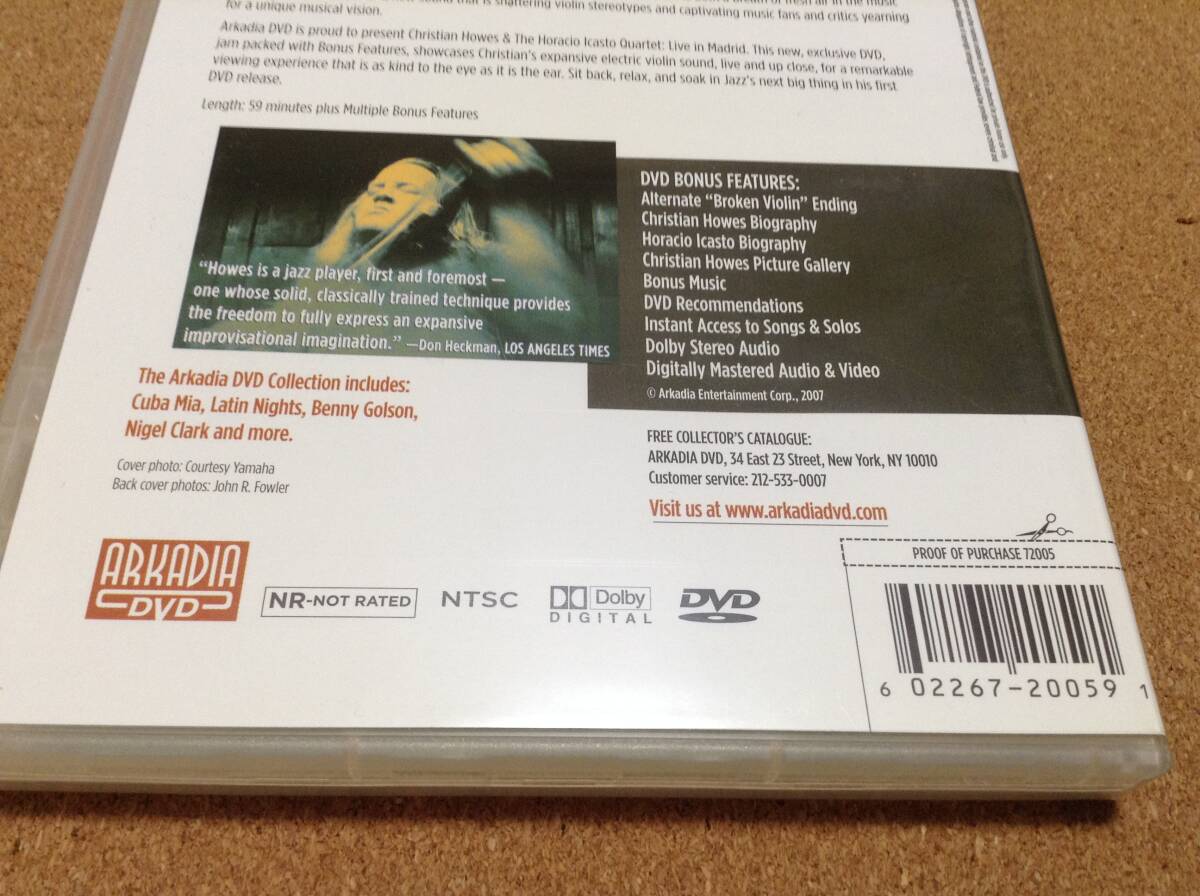 for a unique musical vision.
Arkadia DVD is proud to present Christian Howes & The Horacio Icasto Quartet: Live in Madrid. This new, exclusive DVD,
jam packed with Bonus Features, showcases Christian's expansive electric violin sound, live and up close, for a remarkable
viewing experience that is as kind to the eye as it is the ear. Sit back, relax, and soak in Jazz's next big thing in his first
DVD release.
Length: 59 minutes plus Multiple Bonus Features
"Howes is a jazz player, first and foremost —
one whose solid, classically trained technique provides
the freedom to fully express an expansive
improvisational imagination." —Don Heckman, LOS ANGELES TIMES
DVD BONUS FEATURES:
Alternate "Broken Violin" Ending
Christian Howes Biography
Horacio Icasto Biography
Christian Howes Picture Gallery
Bonus Music
DVD Recommendations
Instant Access to Songs & Solos
Dolby Stereo Audio
Digitally Mastered Audio & Video
© Arkadia Entertainment Corp., 2007
The Arkadia DVD Collection includes:
Cuba Mia, Latin Nights, Benny Golson,
Nigel Clark and more.
Cover photo: Courtesy Yamaha
Back cover photos: John R. Fowler
FREE COLLECTOR'S CATALOGUE:
ARKADIA DVD, 34 East 23 Street, New York, NY 10010
Customer service: 212-533-0007
Visit us at www.arkadiadvd.com
ARKADIA
DVD
NR-NOT RATED
NTSC
Dolby
DIGITAL
DVD
PROOF OF PURCHASE 72005
6 02267-20059 1